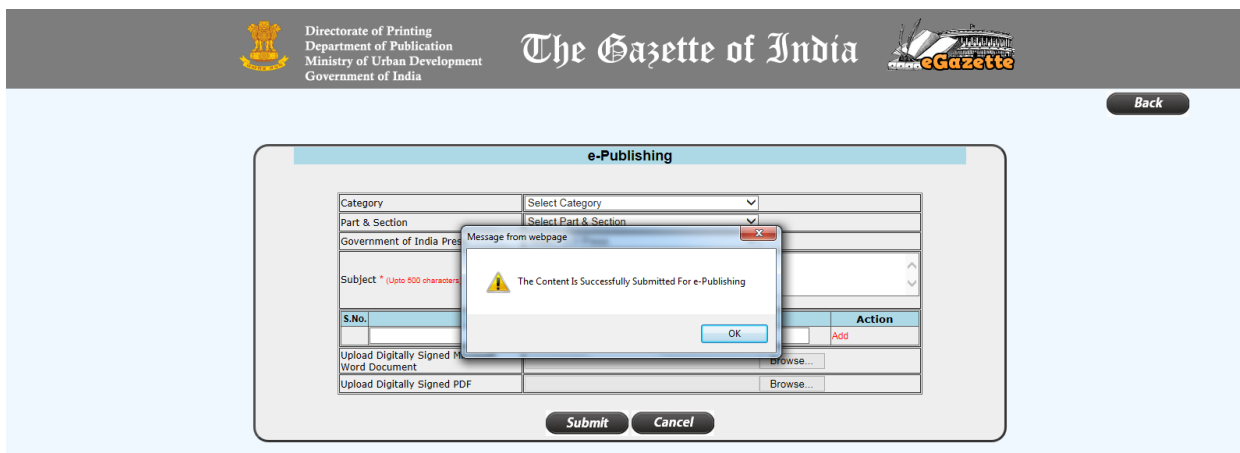 Directorate of Printing
Department of Publication
Ministry of Urban Development
Government of India
The Gazette of India
eGazette
Back
e-Publishing
Category
Select Category
Part & Section
Select Part & Section
Government of India Pres
Message from webpage
x
Subject * (Upto 500 characters
The Content Is Successfully Submitted For e-Publishing
OK
S.No.
Action
Add
Upload Digitally Signed M
Word Document
Browse...
Upload Digitally Signed PDF
Browse...
Submit
Cancel